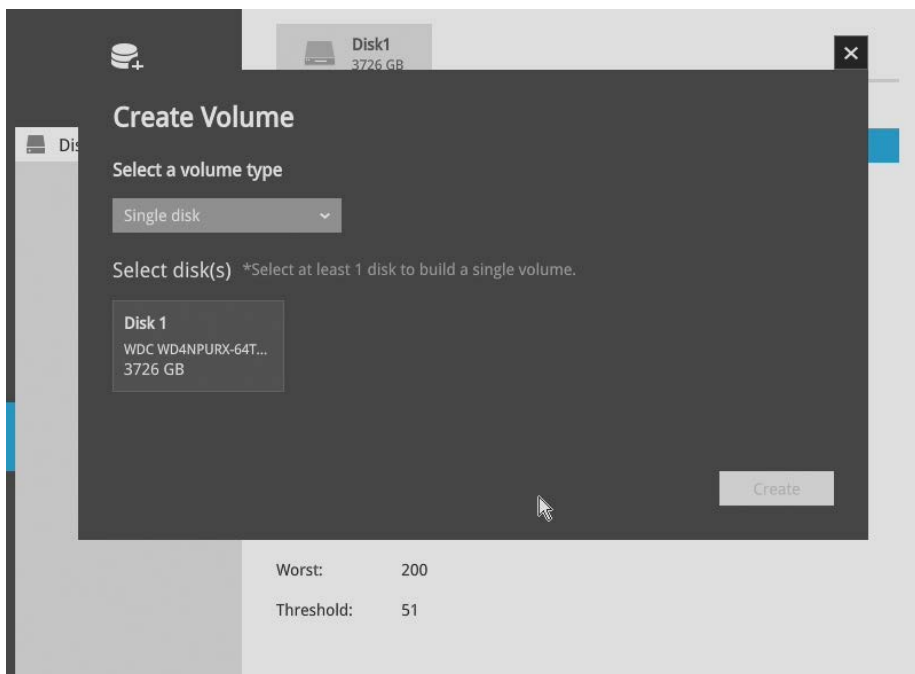 Disk1
3726 GB
Create Volume
Dis
Select a volume type
Single disk
Select disk(s) *Select at least 1 disk to build a single volume.
Disk 1
WDC WD4NPURX-64T...
3726 GB
Create
Worst: 200
Threshold: 51